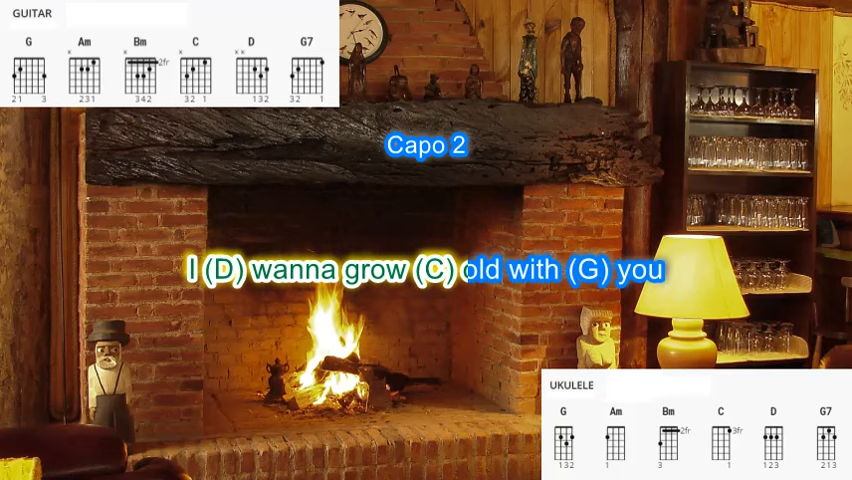 GUITAR
G Am Bm C D G7
x x x xx
2fr
21 3 231 342 32 1 132 32 1
Capo 2
I (D) wanna grow (C) old with (G) you
UKULELE
G Am Bm C D G7
2fr 3fr
132 1 3 1 123 213